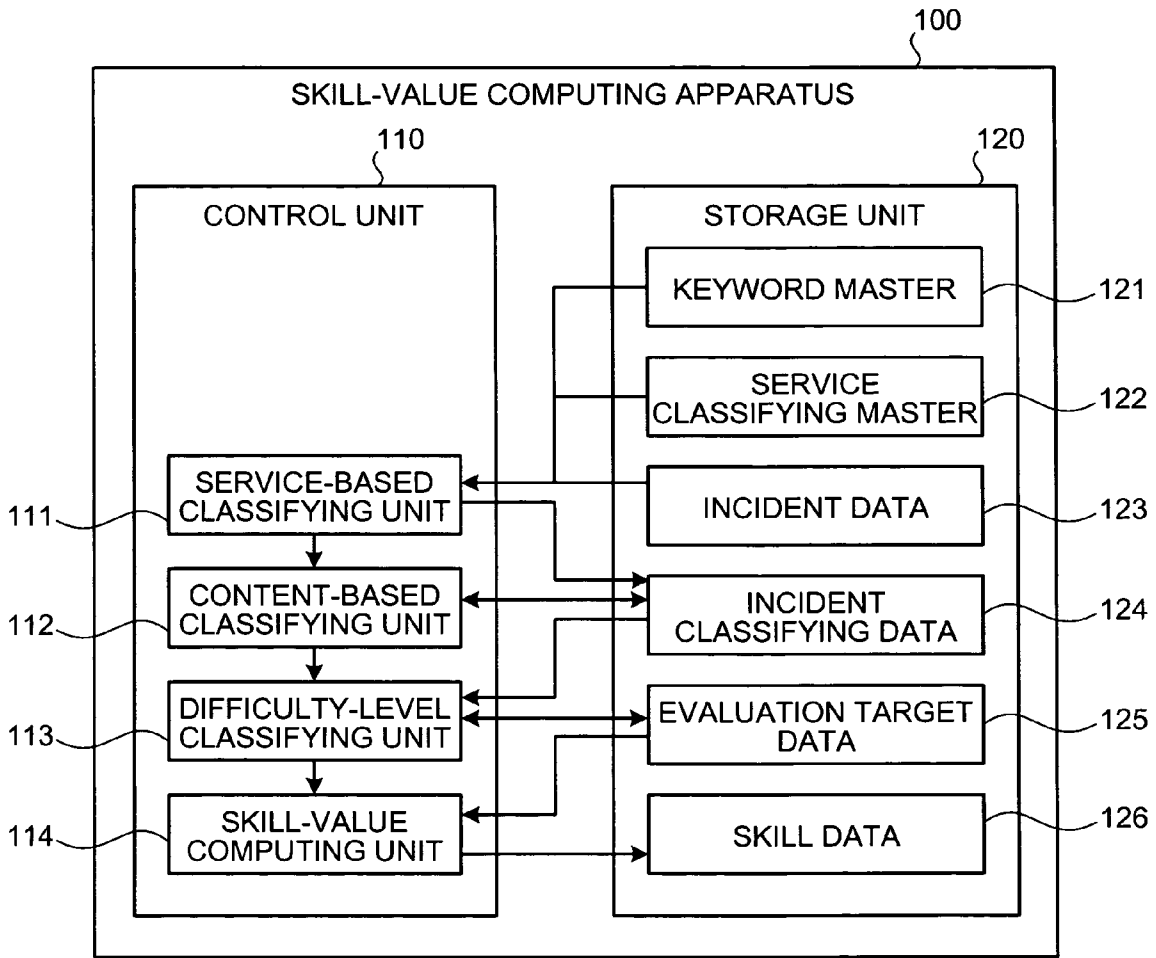 100
SKILL-VALUE COMPUTING APPARATUS
110
120
CONTROL UNIT
STORAGE UNIT
KEYWORD MASTER
121
SERVICE
CLASSIFYING MASTER
122
SERVICE-BASED
CLASSIFYING UNIT
111
INCIDENT DATA
123
CONTENT-BASED
CLASSIFYING UNIT
112
INCIDENT
CLASSIFYING DATA
124
DIFFICULTY-LEVEL
CLASSIFYING UNIT
113
EVALUATION TARGET
DATA
125
SKILL-VALUE
COMPUTING UNIT
114
SKILL DATA
126